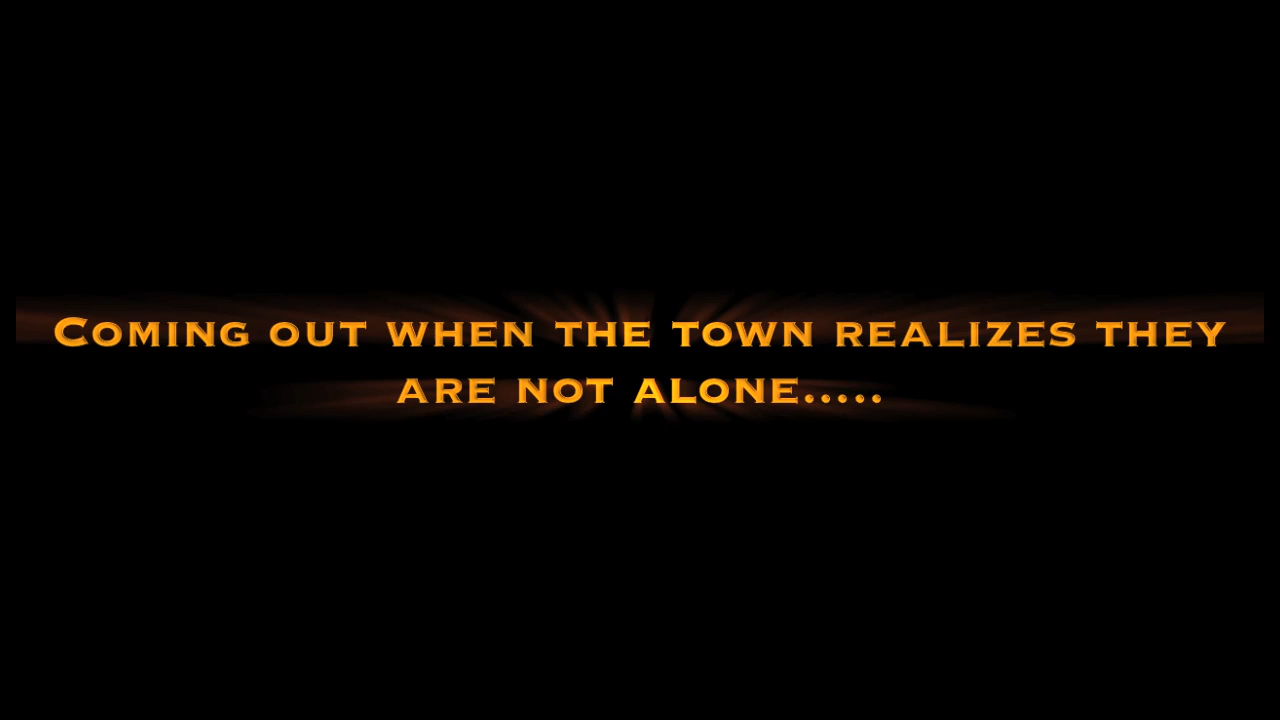 Coming out when the town realizes they
are not alone.....